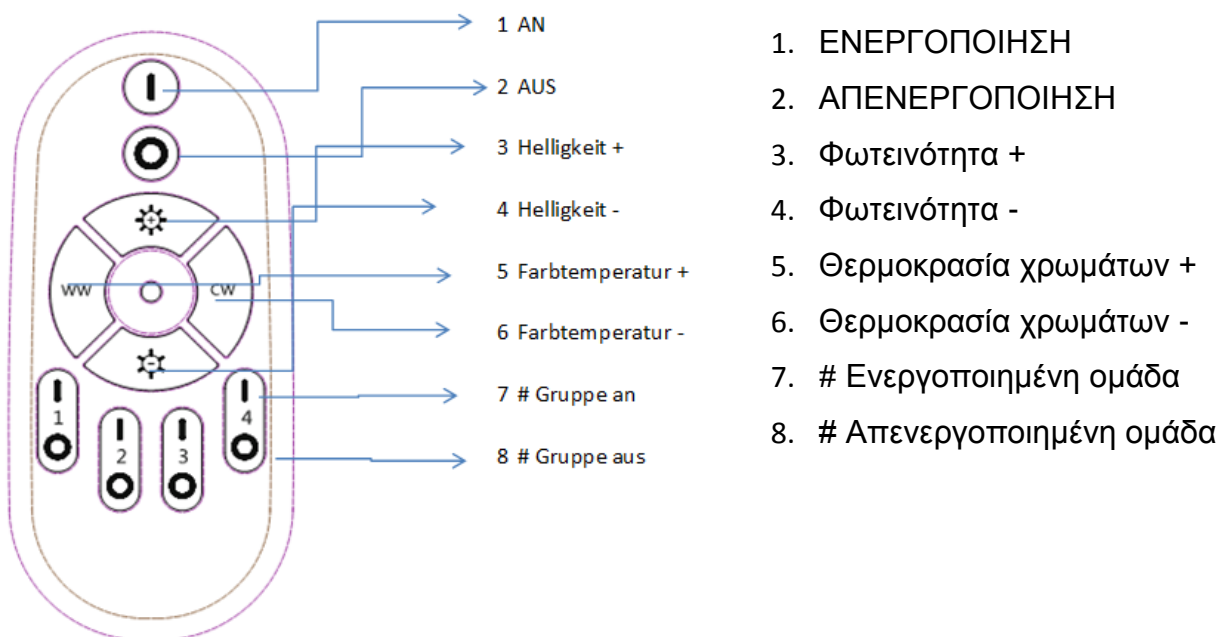 1 AN
2 AUS
3 Helligkeit +
4 Helligkeit -
5 Farbtemperatur +
6 Farbtemperatur -
7 # Gruppe an
8 # Gruppe aus
WW
CW
1
2
3
4
1. ΕΝΕΡΓΟΠΟΙΗΣΗ
2. ΑΠΕΝΕΡΓΟΠΟΙΗΣΗ
3. Φωτεινότητα +
4. Φωτεινότητα -
5. Θερμοκρασία χρωμάτων +
6. Θερμοκρασία χρωμάτων -
7. # Ενεργοποιημένη ομάδα
8. # Απενεργοποιημένη ομάδα